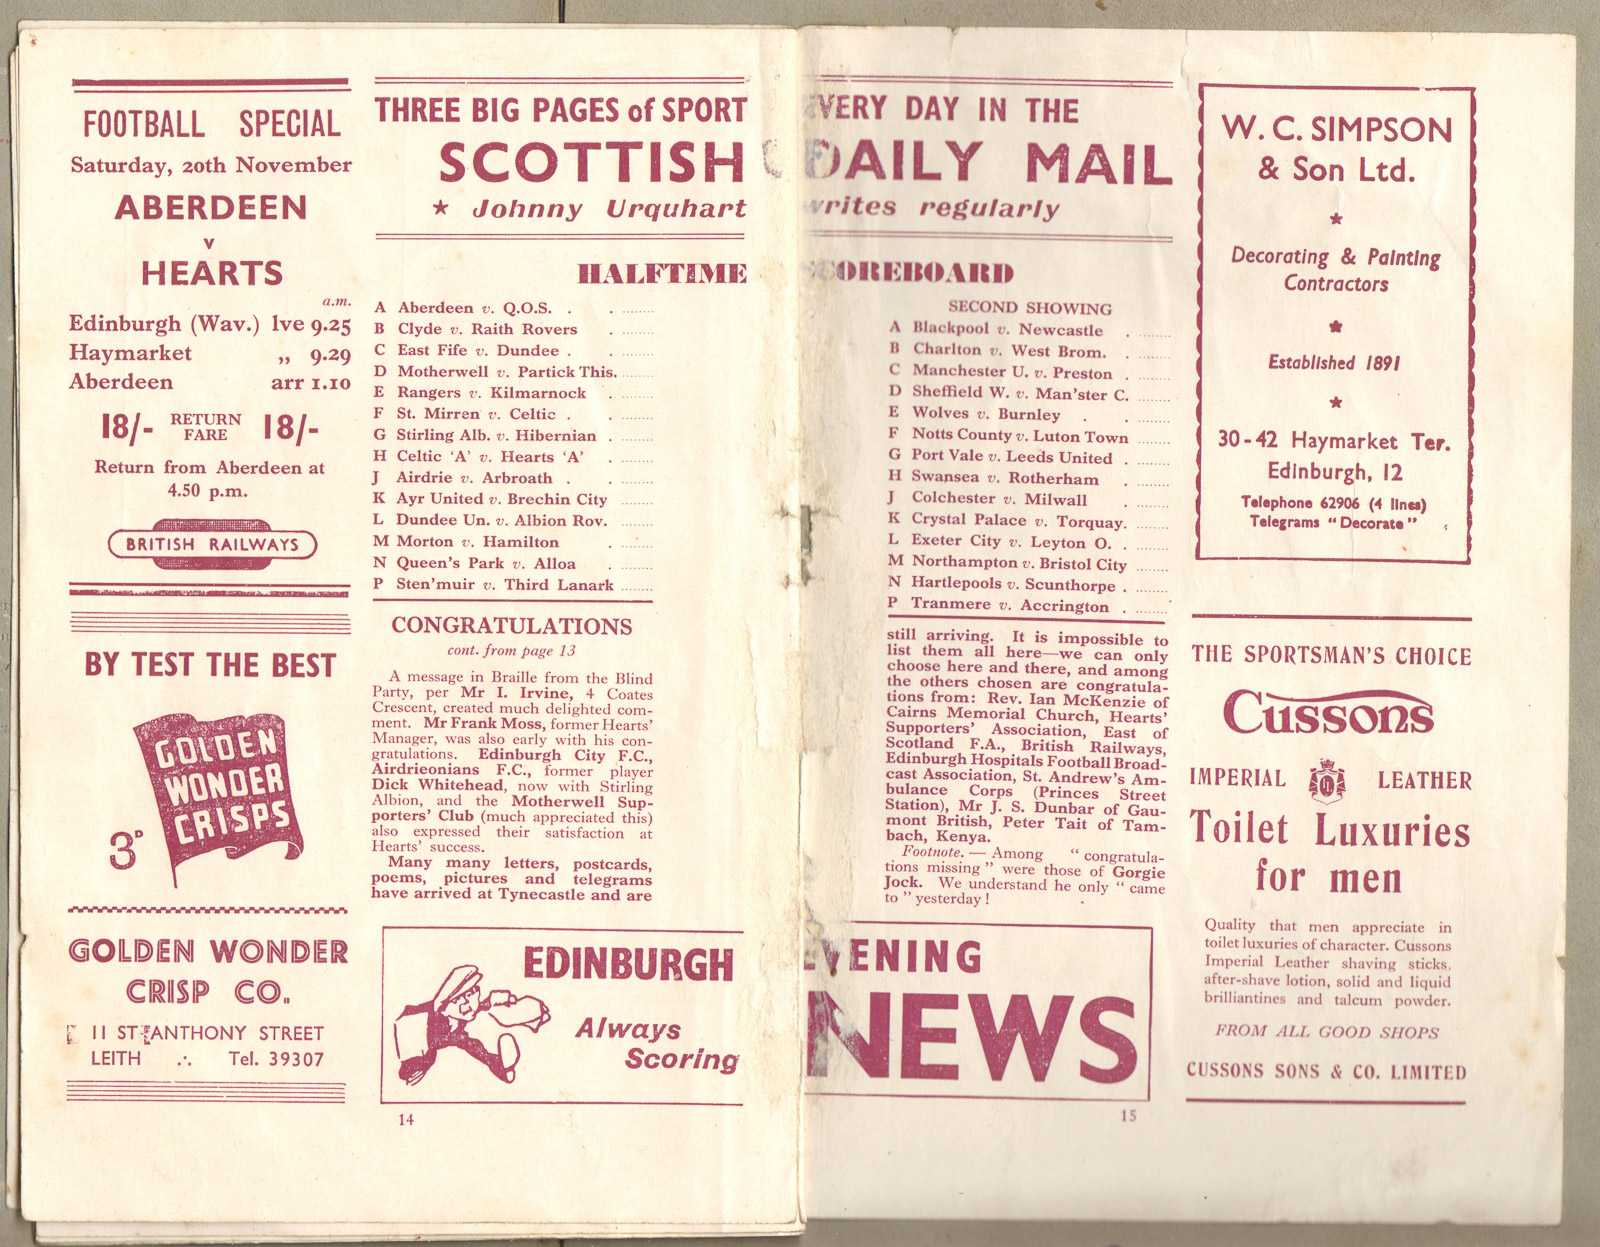 FOOTBALL SPECIAL
Saturday, 20th November
ABERDEEN
v
HEARTS
a.m.
Edinburgh (Wav.) lve 9.25
Haymarket „ 9.29
Aberdeen arr 1.10
18/- RETURN FARE 18/-
Return from Aberdeen at
4.50 p.m.
BRITISH RAILWAYS
BY TEST THE BEST
GOLDEN
WONDER
CRISPS
3D
GOLDEN WONDER
CRISP CO.
11 ST ANTHONY STREET
LEITH ∴ Tel. 39307
THREE BIG PAGES of SPORT EVERY DAY IN THE
SCOTTISH DAILY MAIL
★ Johnny Urquhart writes regularly
HALFTIME SCOREBOARD
A Aberdeen v. Q.O.S. . . ........
B Clyde v. Raith Rovers . ........
C East Fife v. Dundee . . ........
D Motherwell v. Partick This. ........
E Rangers v. Kilmarnock . ........
F St. Mirren v. Celtic . . ........
G Stirling Alb. v. Hibernian . ........
H Celtic ‘A’ v. Hearts ‘A’ . ........
J Airdrie v. Arbroath . . ........
K Ayr United v. Brechin City ........
L Dundee Un. v. Albion Rov. ........
M Morton v. Hamilton . ........
N Queen's Park v. Alloa . ........
P Sten'muir v. Third Lanark ........
CONGRATULATIONS
cont. from page 13
A message in Braille from the Blind
Party, per Mr I. Irvine, 4 Coates
Crescent, created much delighted com-
ment. Mr Frank Moss, former Hearts'
Manager, was also early with his con-
gratulations. Edinburgh City F.C.,
Airdrieonians F.C., former player
Dick Whitehead, now with Stirling
Albion, and the Motherwell Sup-
porters' Club (much appreciated this)
also expressed their satisfaction at
Hearts' success.
Many many letters, postcards,
poems, pictures and telegrams
have arrived at Tynecastle and are
SECOND SHOWING
A Blackpool v. Newcastle . ........
B Charlton v. West Brom. . ........
C Manchester U. v. Preston . ........
D Sheffield W. v. Man'ster C. ........
E Wolves v. Burnley . . ........
F Notts County v. Luton Town ........
G Port Vale v. Leeds United . ........
H Swansea v. Rotherham . ........
J Colchester v. Milwall . ........
K Crystal Palace v. Torquay. ........
L Exeter City v. Leyton O. . ........
M Northampton v. Bristol City ........
N Hartlepools v. Scunthorpe . ........
P Tranmere v. Accrington . ........
still arriving. It is impossible to
list them all here—we can only
choose here and there, and among
the others chosen are congratula-
tions from: Rev. Ian McKenzie of
Cairns Memorial Church, Hearts'
Supporters' Association, East of
Scotland F.A., British Railways,
Edinburgh Hospitals Football Broad-
cast Association, St. Andrew's Am-
bulance Corps (Princes Street
Station), Mr J. S. Dunbar of Gau-
mont British, Peter Tait of Tam-
bach, Kenya.
Footnote. — Among “ congratula-
tions missing ” were those of Gorgie
Jock. We understand he only “ came
to ” yesterday !
EDINBURGH EVENING
NEWS
Always
Scoring
14
15
W. C. SIMPSON
& Son Ltd.
★
Decorating & Painting
Contractors
★
Established 1891
★
30-42 Haymarket Ter.
Edinburgh, 12
Telephone 62906 (4 lines)
Telegrams “ Decorate ”
THE SPORTSMAN'S CHOICE
Cussons
IMPERIAL LEATHER
Toilet Luxuries
for men
Quality that men appreciate in
toilet luxuries of character. Cussons
Imperial Leather shaving sticks,
after-shave lotion, solid and liquid
brilliantines and talcum powder.
FROM ALL GOOD SHOPS
CUSSONS SONS & CO. LIMITED